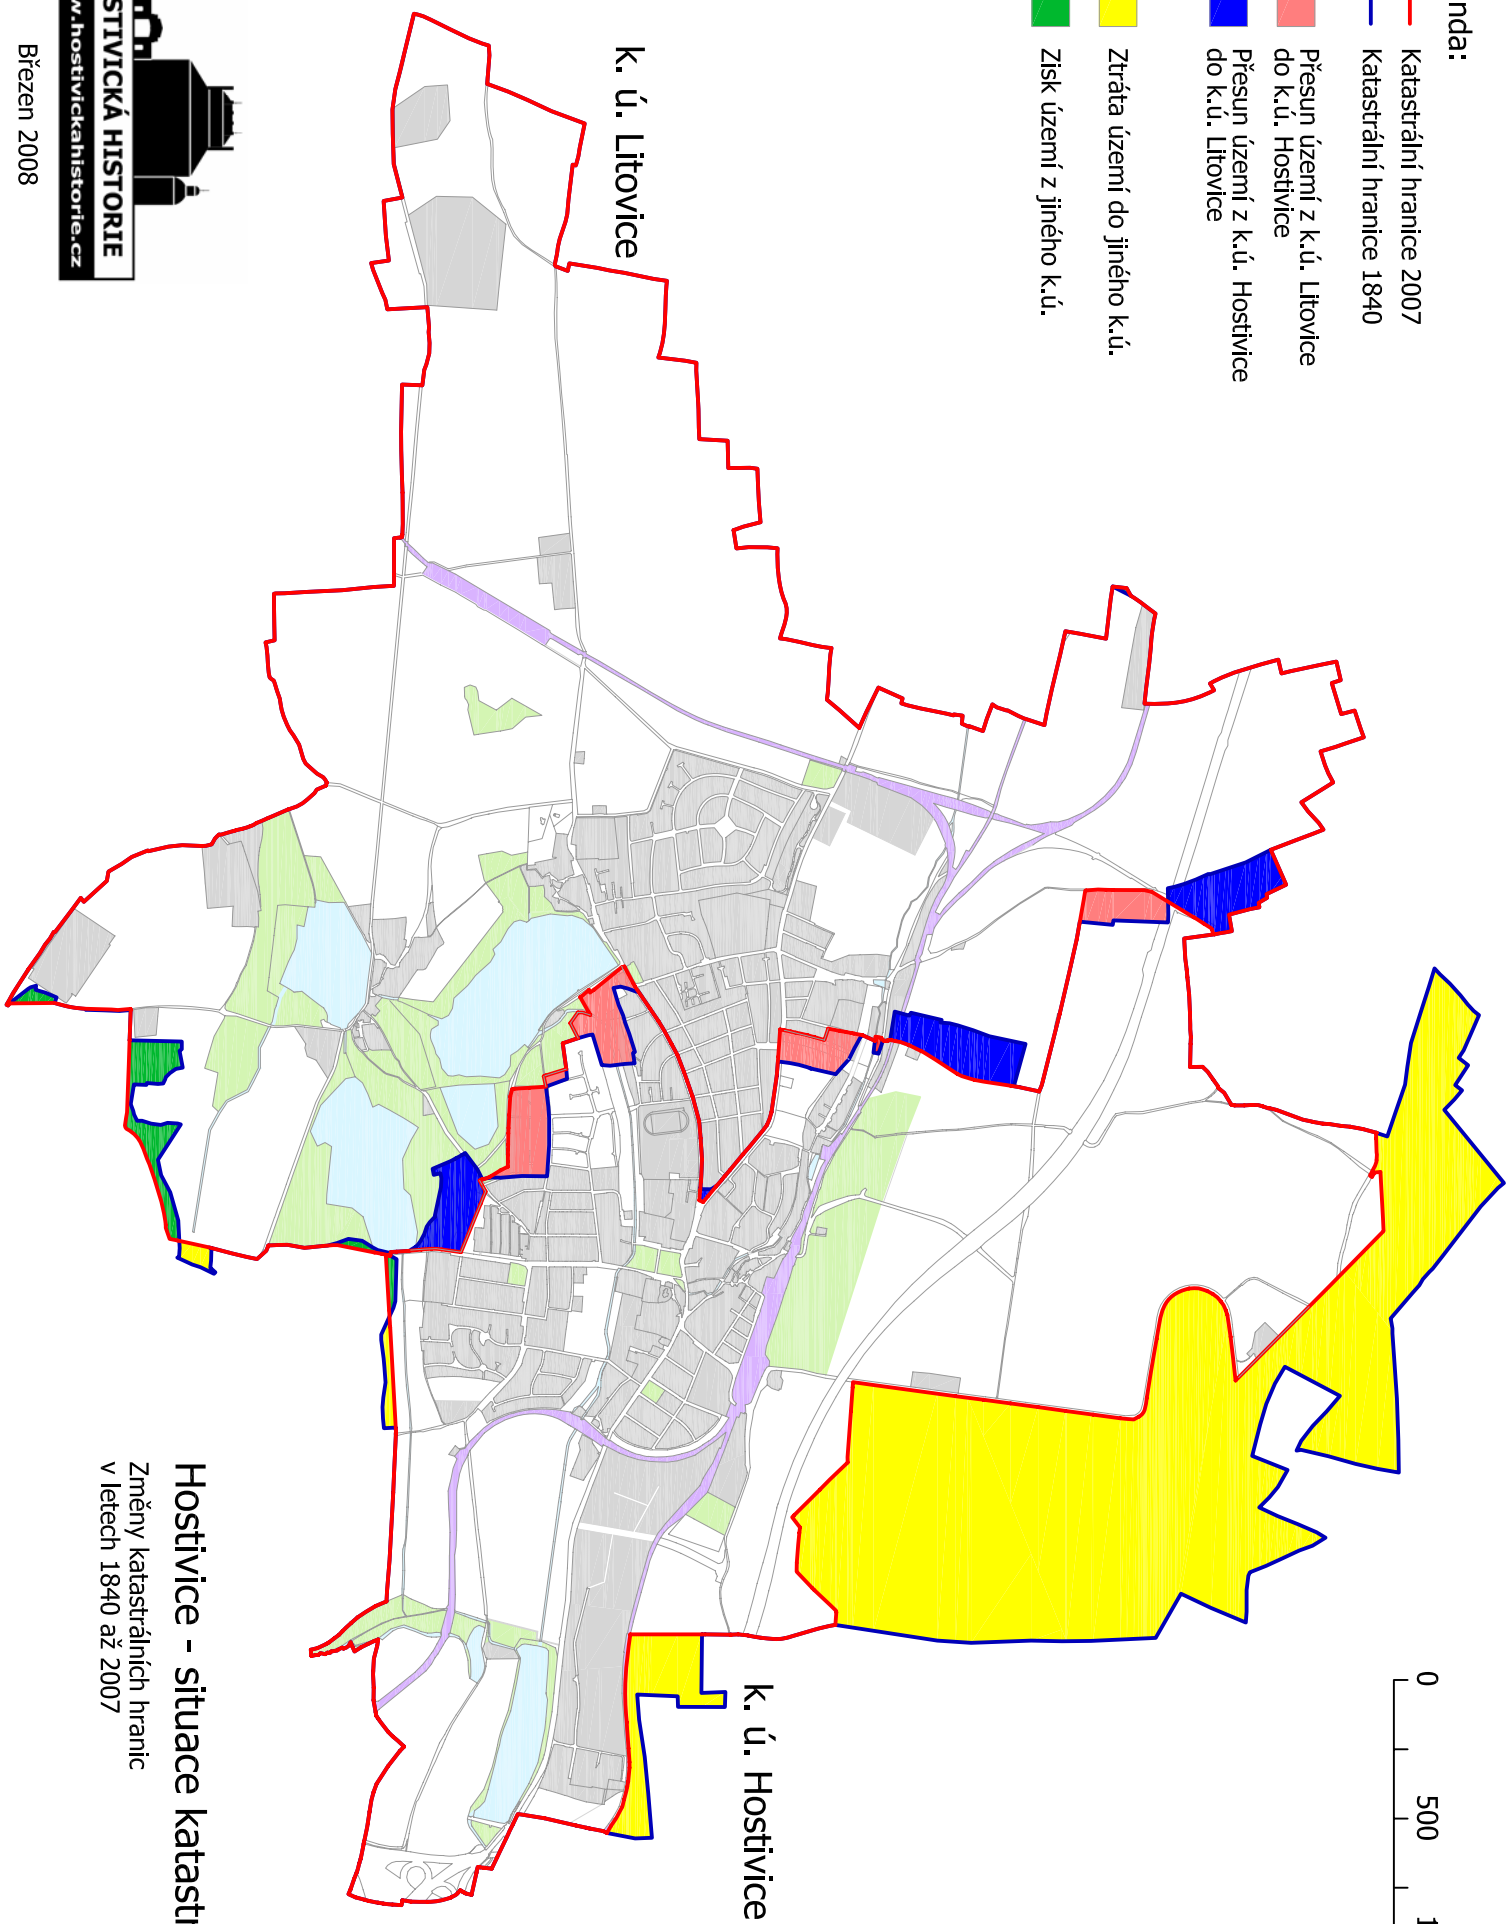 nda:
Katastrální hranice 2007
Katastrální hranice 1840
Přesun území z k.ú. Litovice
do k.ú. Hostivice
Přesun území z k.ú. Hostivice
do k.ú. Litovice
Ztráta území do jiného k.ú.
Zisk území z jiného k.ú.
k. ú. Litovice
k. ú. Hostivice
0 500 1
Hostivice - situace katastr
Změny katastrálních hranic
v letech 1840 až 2007
STIVICKÁ HISTORIE
w.hostivickahistorie.cz
Březen 2008